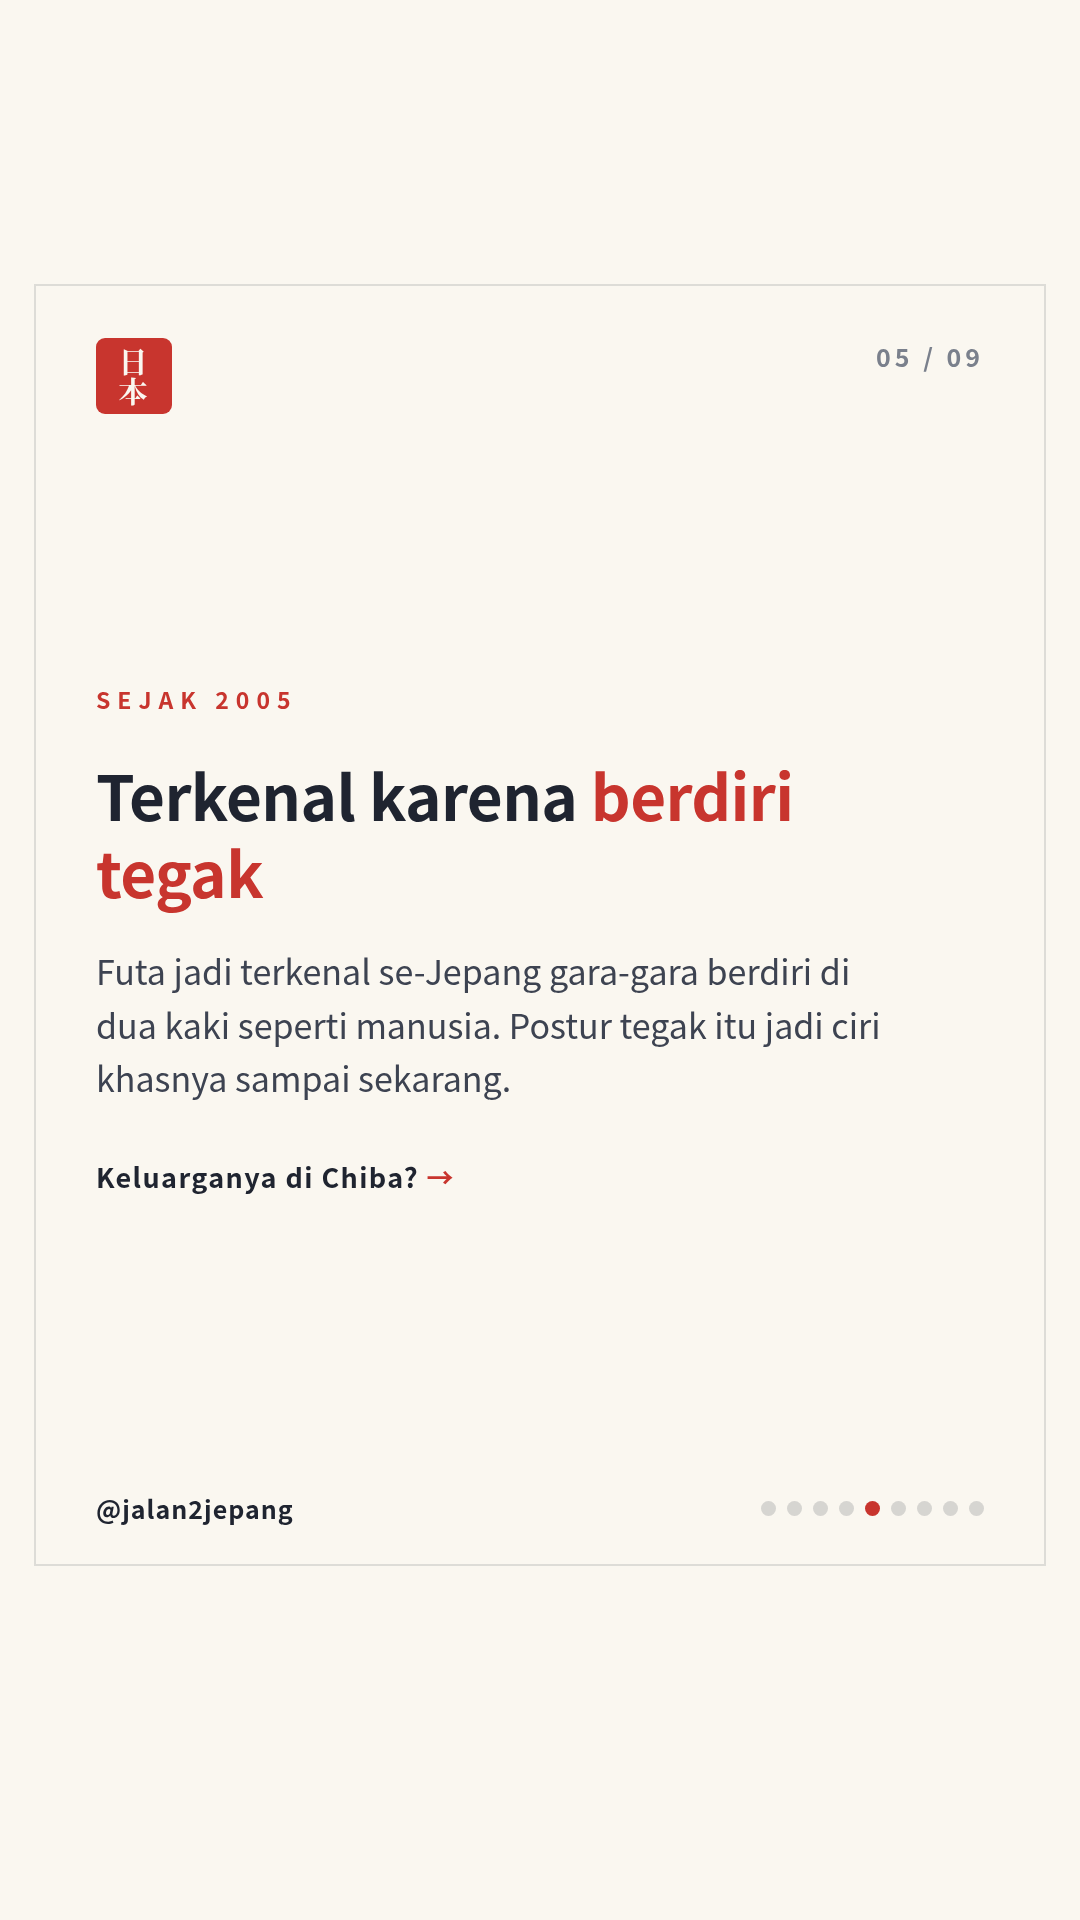 日
本
05 / 09
SEJAK 2005
Terkenal karena berdiri
tegak
Futa jadi terkenal se-Jepang gara-gara berdiri di
dua kaki seperti manusia. Postur tegak itu jadi ciri
khasnya sampai sekarang.
Keluarganya di Chiba? →
@jalan2jepang